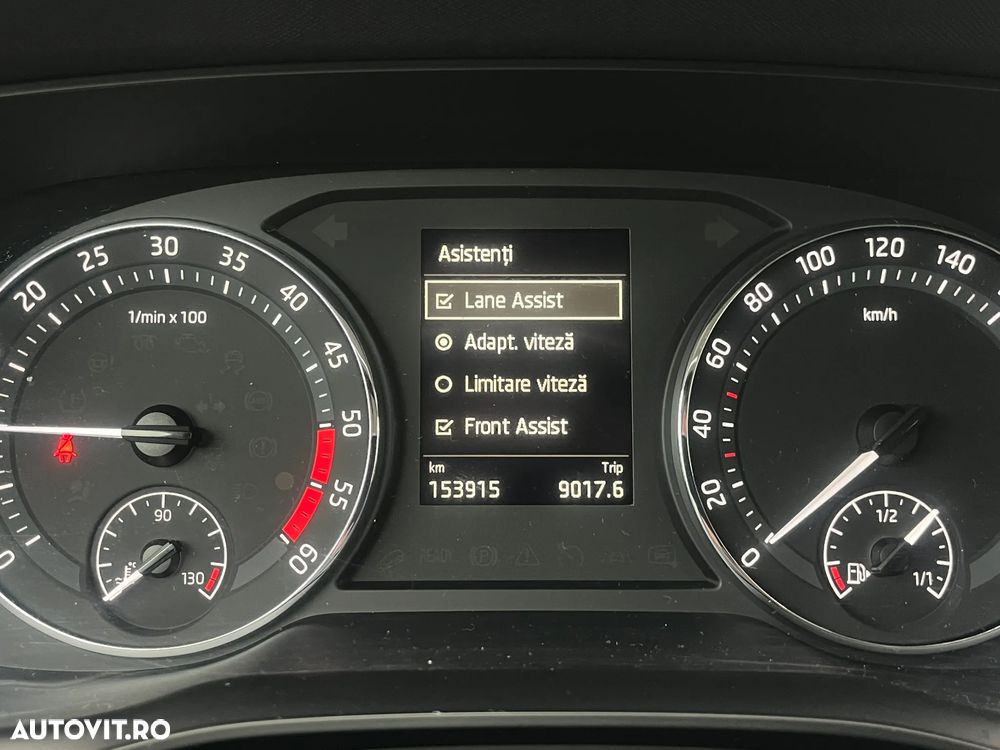 20
25
30
35
40
45
50
55
60
0
1/min x 100
90
130
Asistenți
Lane Assist
Adapt. viteză
Limitare viteză
Front Assist
km
Trip
153915
9017.6
READY
0
20
40
60
80
100
120
140
km/h
1/2
1/1
AUTOVIT.RO